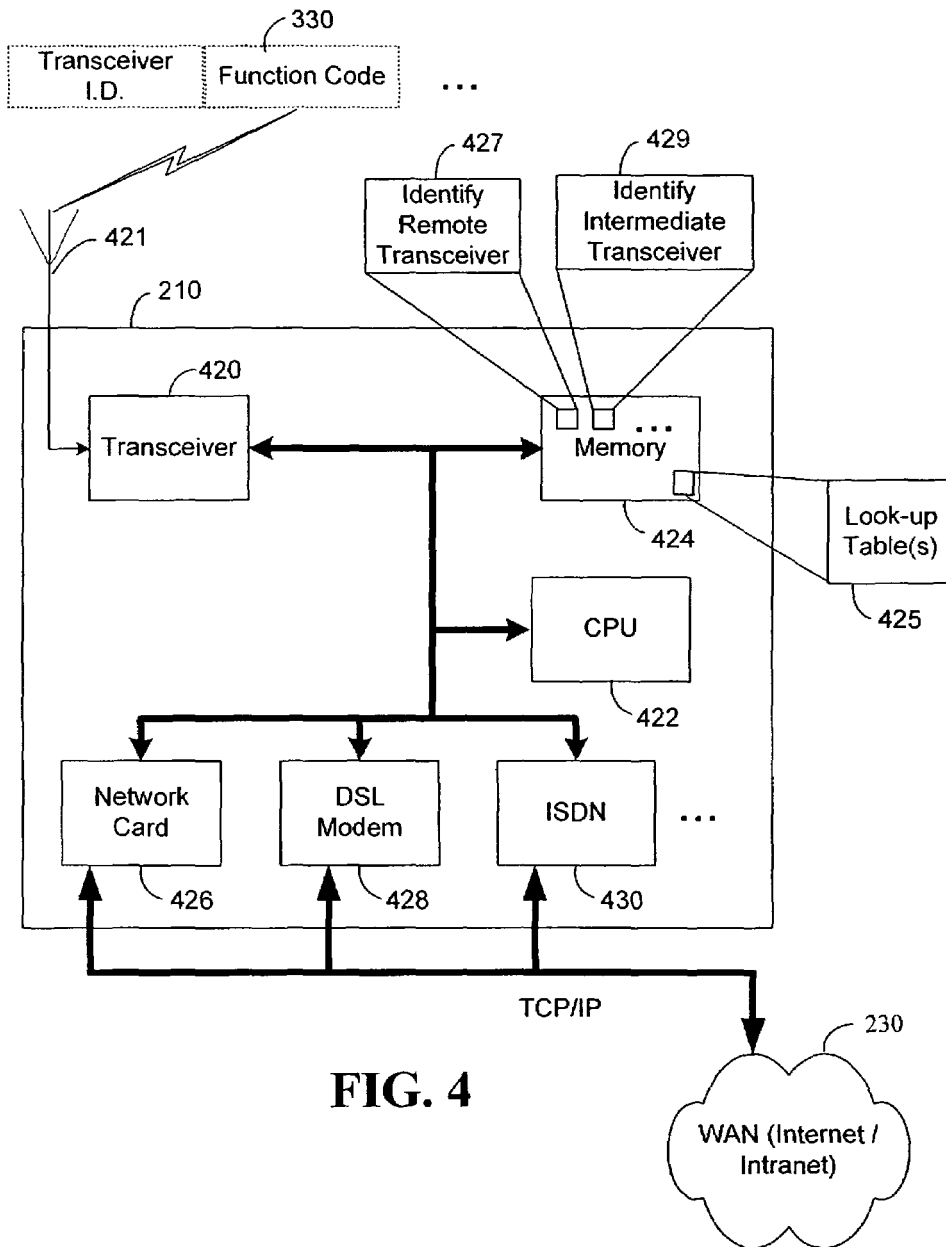 330
Transceiver
I.D.
Function Code
...
427
429
Identify
Remote
Transceiver
Identify
Intermediate
Transceiver
421
210
420
Transceiver
...
Memory
424
Look-up
Table(s)
425
CPU
422
Network
Card
DSL
Modem
ISDN
...
426
428
430
TCP/IP
230
FIG. 4
WAN (Internet /
Intranet)